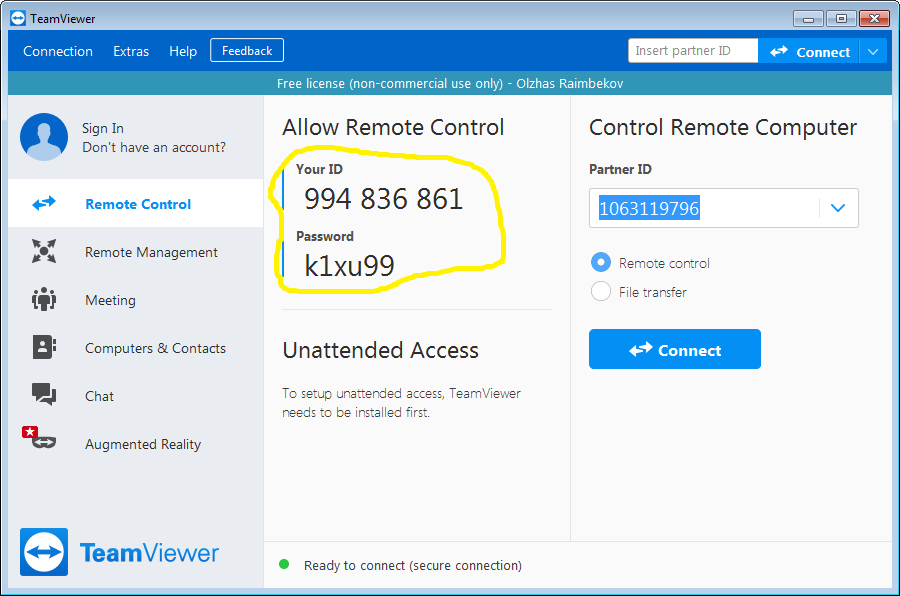 TeamViewer
Connection Extras Help Feedback Insert partner ID Connect
Free license (non-commercial use only) - Olzhas Raimbekov
Sign In
Don't have an account?
Remote Control
Remote Management
Meeting
Computers & Contacts
Chat
Augmented Reality
TeamViewer
Allow Remote Control
Your ID
994 836 861
Password
k1xu99
Unattended Access
To setup unattended access, TeamViewer
needs to be installed first.
Control Remote Computer
Partner ID
1063119796
Remote control
File transfer
Connect
Ready to connect (secure connection)